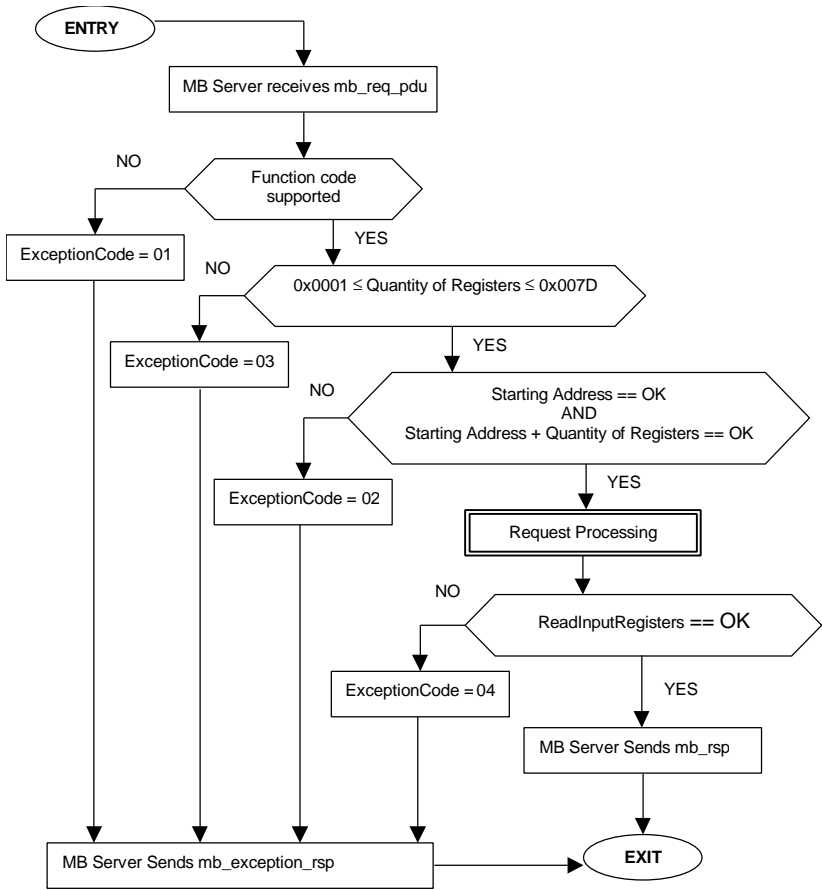 ENTRY
MB Server receives mb_req_pdu
NO
Function code
supported
YES
ExceptionCode = 01
NO
0x0001 ≤ Quantity of Registers ≤ 0x007D
YES
ExceptionCode = 03
NO
Starting Address == OK
AND
Starting Address + Quantity of Registers == OK
YES
ExceptionCode = 02
Request Processing
NO
ReadInputRegisters == OK
YES
ExceptionCode = 04
MB Server Sends mb_rsp
MB Server Sends mb_exception_rsp
EXIT